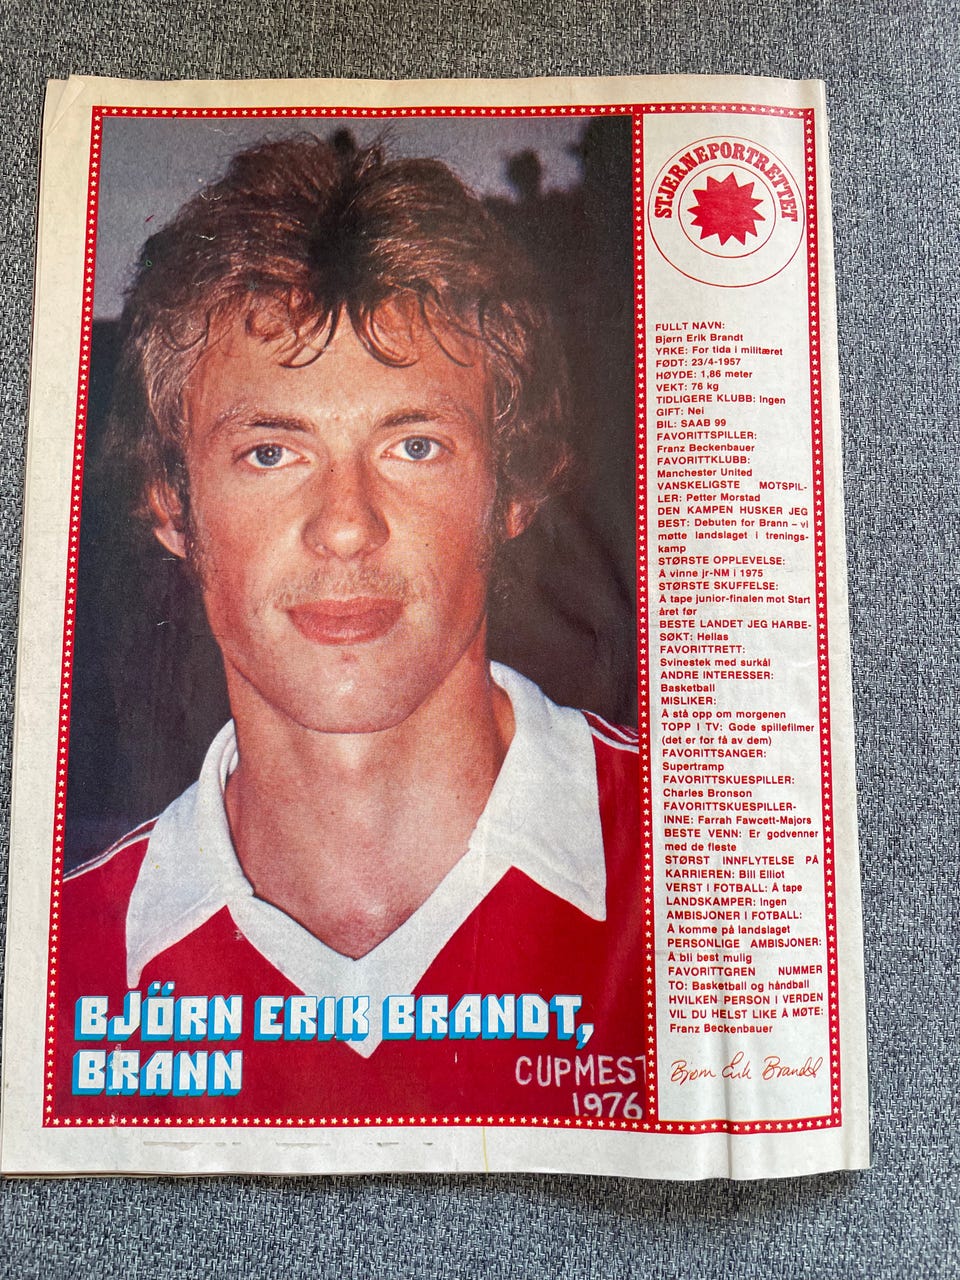 STJERNEPORTRETTET
FULLT NAVN:
Bjørn Erik Brandt
YRKE: For tida i militæret
FØDT: 23/4-1957
HØYDE: 1,86 meter
VEKT: 76 kg
TIDLIGERE KLUBB: Ingen
GIFT: Nei
BIL: SAAB 99
FAVORITTSPILLER:
Franz Beckenbauer
FAVORITTKLUBB:
Manchester United
VANSKELIGSTE MOTSPIL-
LER: Petter Morstad
DEN KAMPEN HUSKER JEG
BEST: Debuten for Brann – vi
møtte landslaget i trenings-
kamp
STØRSTE OPPLEVELSE:
Å vinne jr-NM i 1975
STØRSTE SKUFFELSE:
Å tape junior-finalen mot Start
året før
BESTE LANDET JEG HARBE-
SØKT: Hellas
FAVORITTRETT:
Svinestek med surkål
ANDRE INTERESSER:
Basketball
MISLIKER:
Å stå opp om morgenen
TOPP I TV: Gode spillefilmer
(det er for få av dem)
FAVORITTSANGER:
Supertramp
FAVORITTSKUESPILLER:
Charles Bronson
FAVORITTSKUESPILLER-
INNE: Farrah Fawcett-Majors
BESTE VENN: Er godvenner
med de fleste
STØRST INNFLYTELSE PÅ
KARRIEREN: Bill Elliot
VERST I FOTBALL: Å tape
LANDSKAMPER: Ingen
AMBISJONER I FOTBALL:
Å komme på landslaget
PERSONLIGE AMBISJONER:
Å bli best mulig
FAVORITTGREN NUMMER
TO: Basketball og håndball
HVILKEN PERSON I VERDEN
VIL DU HELST LIKE Å MØTE:
Franz Beckenbauer
Bjørn Erik Brandt
BJÖRN ERIK BRANDT,
BRANN
CUPMEST
1976